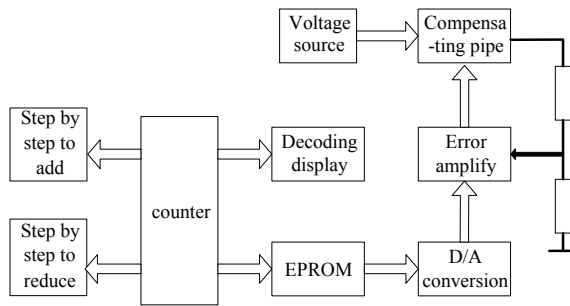 Voltage
source
Compensa
-ting pipe
Step by
step to
add
Decoding
display
Error
amplify
counter
Step by
step to
reduce
EPROM
D/A
conversion